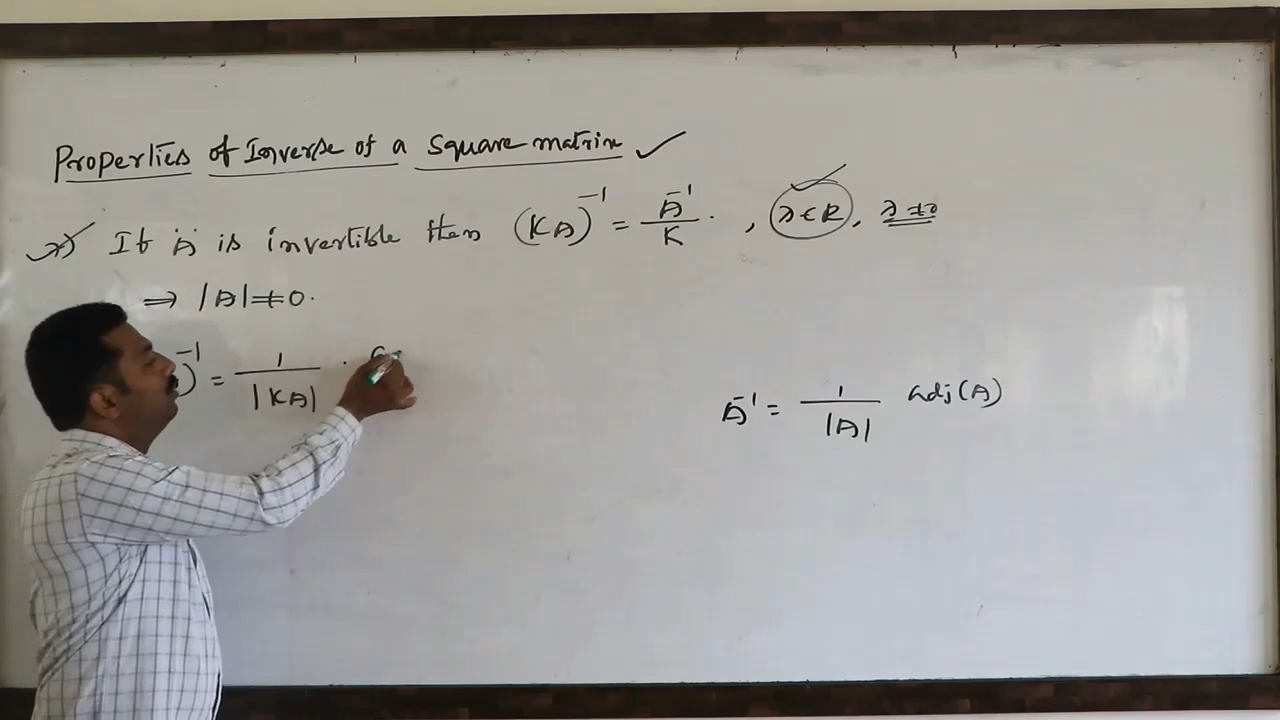 Properties of Inverse of a Square matrix ✓
If A is invertible then (KA)⁻¹ = A⁻¹/K . , λ∈R , λ≠0
⟹ |A|≠0.
)⁻¹ = 1/|KA| .
A⁻¹ = 1/|A| adj(A)